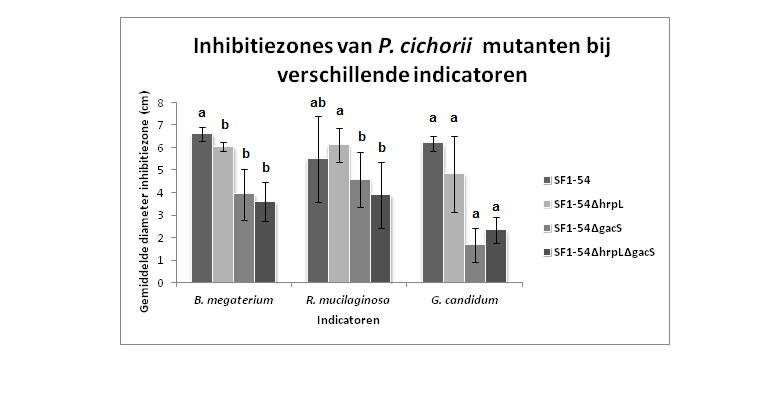 Inhibitiezones van P. cichorii mutanten bij
verschillende indicatoren
Gemiddelde diameter inhibitiezone (cm)
8
7
6
5
4
3
2
1
0
a
b
b
b
ab
a
b
b
a
a
a
a
B. megaterium
R. mucilaginosa
G. candidum
Indicatoren
SF1-54
SF1-54ΔhrpL
SF1-54ΔgacS
SF1-54ΔhrpLΔgacS